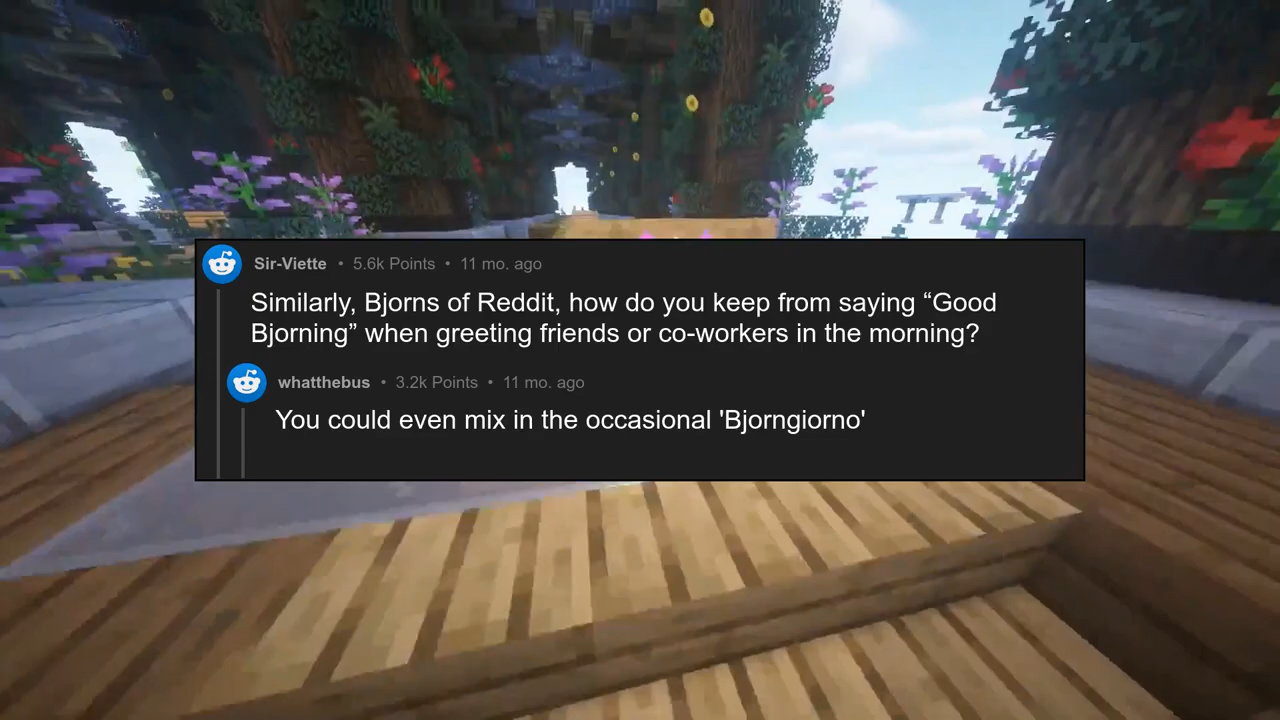 Sir-Viette • 5.6k Points • 11 mo. ago
Similarly, Bjorns of Reddit, how do you keep from saying “Good
Bjorning” when greeting friends or co-workers in the morning?
whatthebus • 3.2k Points • 11 mo. ago
You could even mix in the occasional 'Bjorngiorno'